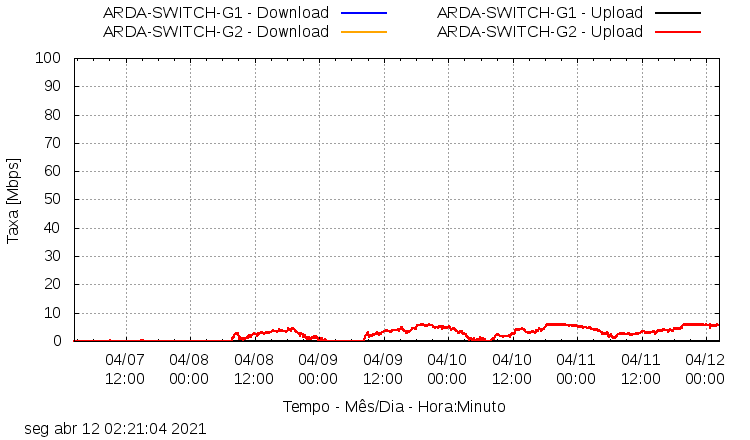 ARDA-SWITCH-G1 - Download ARDA-SWITCH-G1 - Upload
ARDA-SWITCH-G2 - Download ARDA-SWITCH-G2 - Upload
100
90
80
70
60
50
40
30
20
10
0
Taxa [Mbps]
04/07 04/08 04/08 04/09 04/09 04/10 04/10 04/11 04/11 04/12
12:00 00:00 12:00 00:00 12:00 00:00 12:00 00:00 12:00 00:00
Tempo - Mês/Dia - Hora:Minuto
seg abr 12 02:21:04 2021